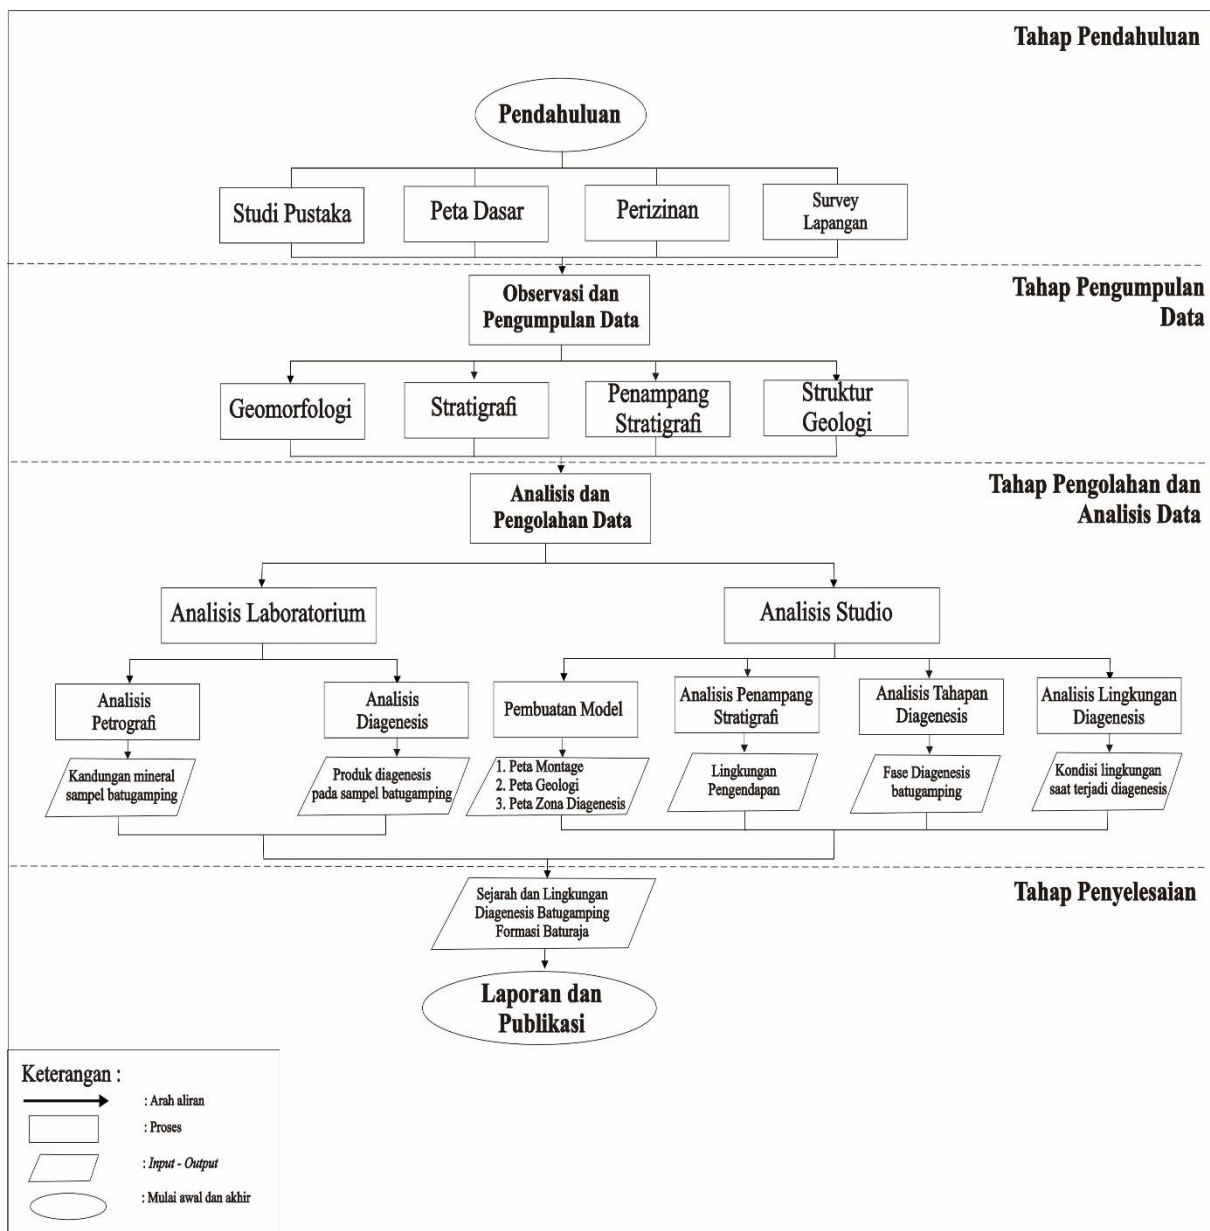 Tahap Pendahuluan
Pendahuluan
Studi Pustaka
Peta Dasar
Perizinan
Survey
Lapangan
Tahap Pengumpulan
Data
Observasi dan
Pengumpulan Data
Geomorfologi
Stratigrafi
Penampang
Stratigrafi
Struktur
Geologi
Tahap Pengolahan dan
Analisis Data
Analisis dan
Pengolahan Data
Analisis Laboratorium
Analisis Studio
Analisis
Petrografi
Analisis
Diagenesis
Pembuatan Model
Analisis Penampang
Stratigrafi
Analisis Tahapan
Diagenesis
Analisis Lingkungan
Diagenesis
Kandungan mineral
sampel batugamping
Produk diagenesis
pada sampel batugamping
1. Peta Montage
2. Peta Geologi
3. Peta Zona Diagenesis
Lingkungan
Pengendapan
Fase Diagenesis
batugamping
Kondisi lingkungan
saat terjadi diagenesis
Tahap Penyelesaian
Sejarah dan Lingkungan
Diagenesis Batugamping
Formasi Baturaja
Laporan dan
Publikasi
Keterangan :
: Arah aliran
: Proses
: Input - Output
: Mulai awal dan akhir